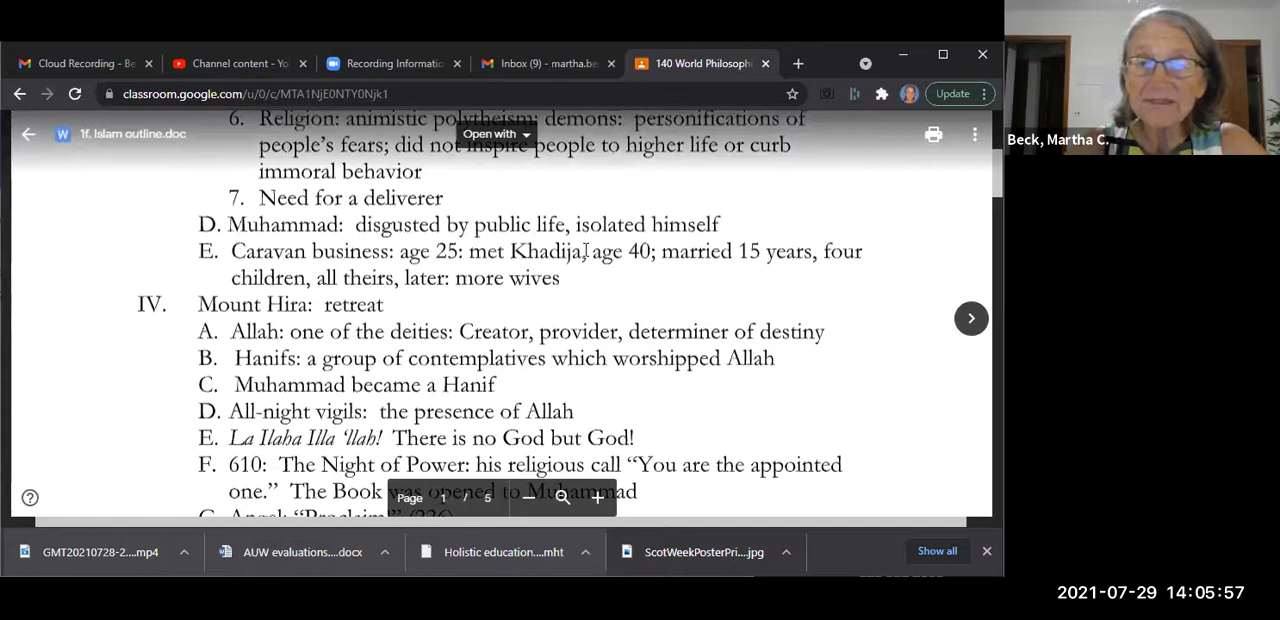 Cloud Recording - Be
Channel content - Yo
Recording Informatio
Inbox (9) - martha.be
140 World Philosophi
classroom.google.com/u/0/c/MTA1NjE0NTY0Njk1
Update
Beck, Martha C.
W 1f. Islam outline.doc
Open with
6. Religion: animistic polytheism; demons: personifications of
people's fears; did not inspire people to higher life or curb
immoral behavior
7. Need for a deliverer
D. Muhammad: disgusted by public life, isolated himself
E. Caravan business: age 25: met Khadija, age 40; married 15 years, four
children, all theirs, later: more wives
IV. Mount Hira: retreat
A. Allah: one of the deities: Creator, provider, determiner of destiny
B. Hanifs: a group of contemplatives which worshipped Allah
C. Muhammad became a Hanif
D. All-night vigils: the presence of Allah
E. La Ilaha Illa 'llah! There is no God but God!
F. 610: The Night of Power: his religious call “You are the appointed
one.” The Book was opened to Muhammad
G. Angel: “Proclaim!” (226)
Page 1 / 5
GMT20210728-2....mp4
AUW evaluations....docx
Holistic education....mht
ScotWeekPosterPri....jpg
Show all
2021-07-29 14:05:57